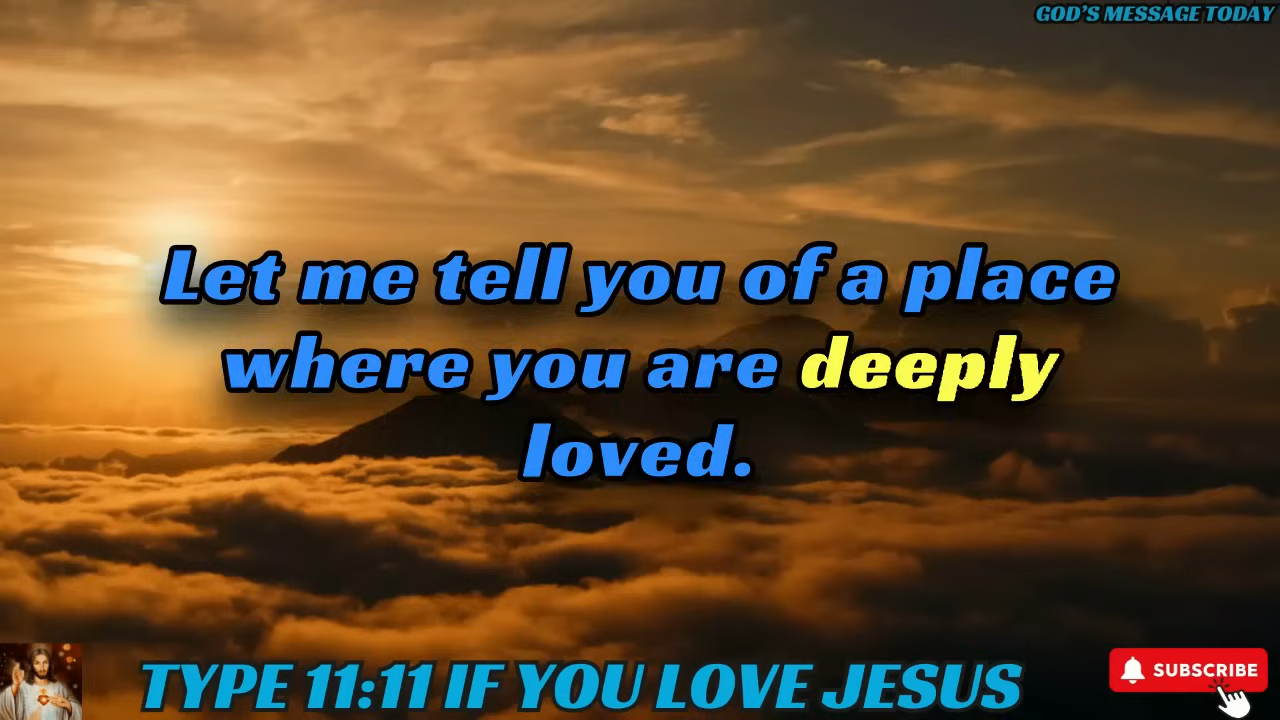 GOD'S MESSAGE TODAY
Let me tell you of a place
where you are deeply
loved.
TYPE 11:11 IF YOU LOVE JESUS
SUBSCRIBE